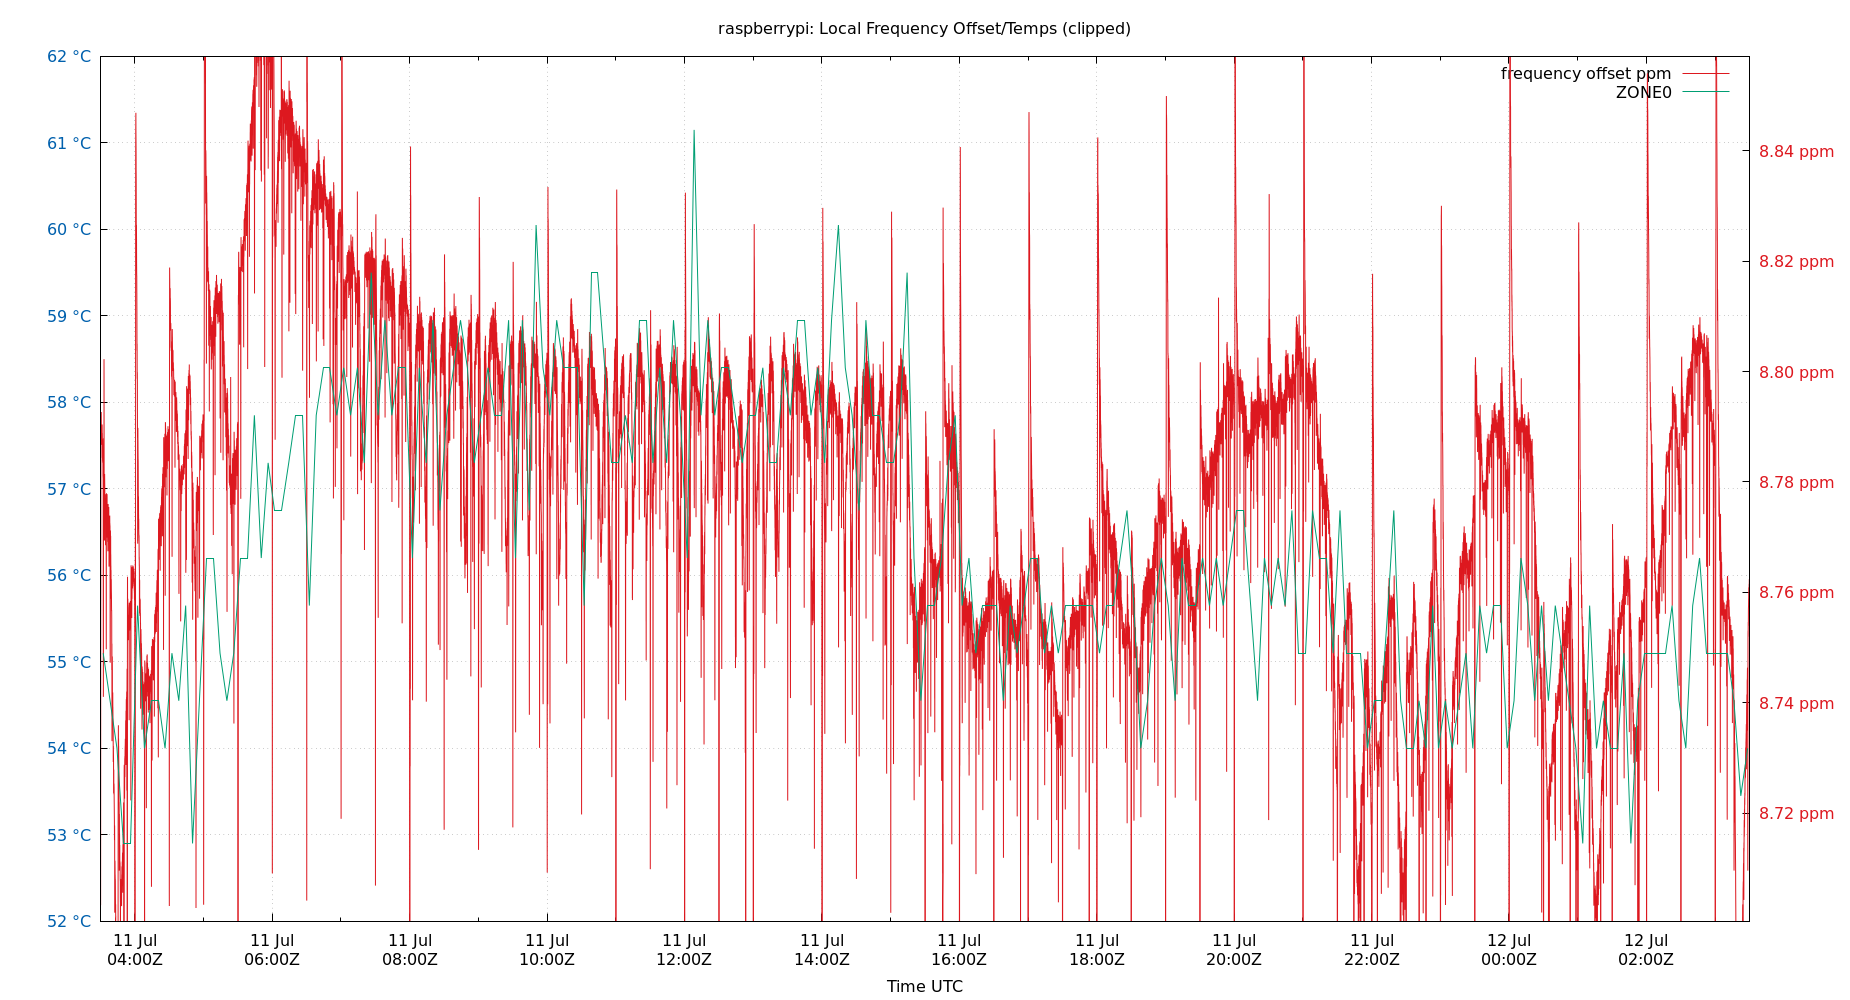 raspberrypi: Local Frequency Offset/Temps (clipped)
62 °C
61 °C
60 °C
59 °C
58 °C
57 °C
56 °C
55 °C
54 °C
53 °C
52 °C
frequency offset ppm
ZONE0
8.84 ppm
8.82 ppm
8.80 ppm
8.78 ppm
8.76 ppm
8.74 ppm
8.72 ppm
11 Jul
04:00Z
11 Jul
06:00Z
11 Jul
08:00Z
11 Jul
10:00Z
11 Jul
12:00Z
11 Jul
14:00Z
11 Jul
16:00Z
11 Jul
18:00Z
11 Jul
20:00Z
11 Jul
22:00Z
12 Jul
00:00Z
12 Jul
02:00Z
Time UTC